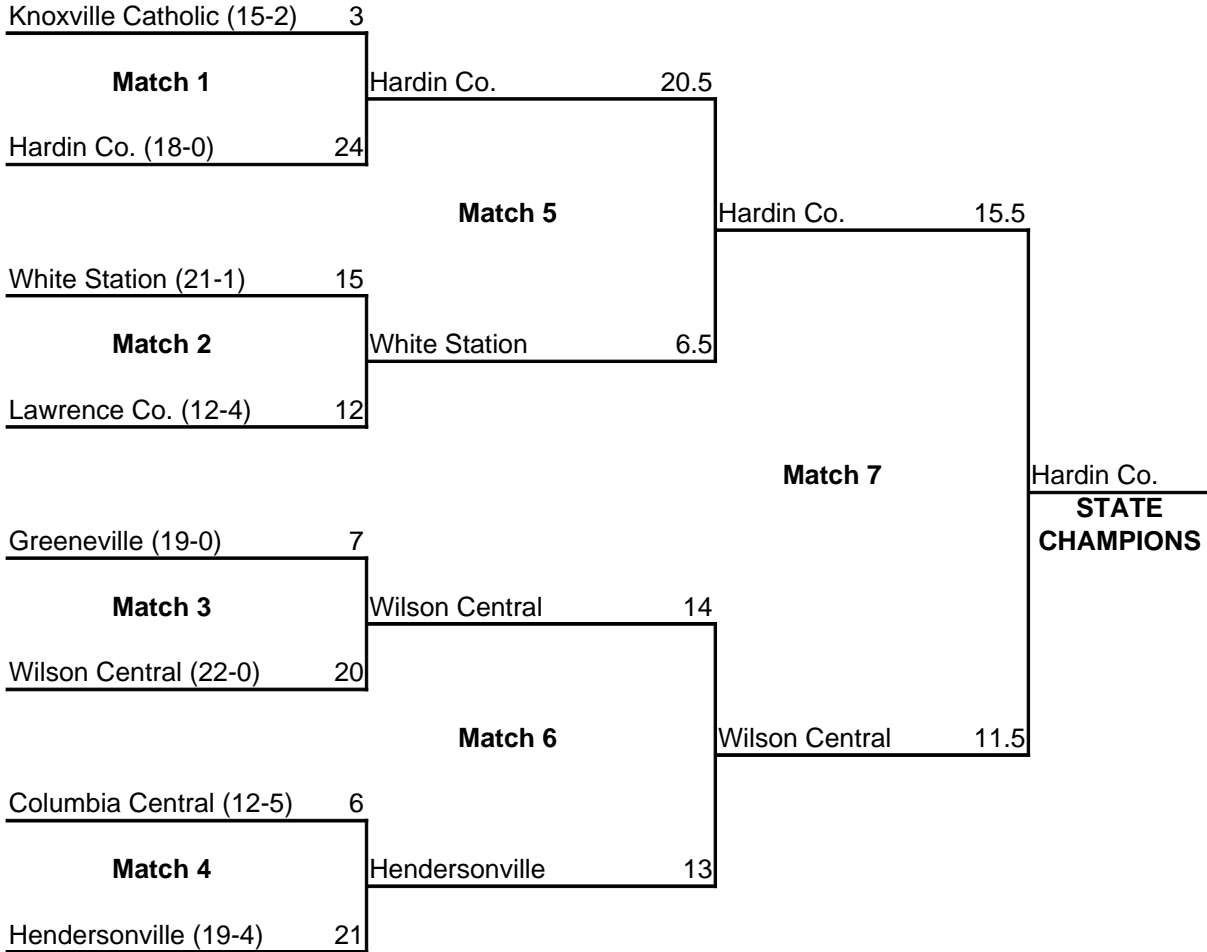 Knoxville Catholic (15-2) 3
Match 1
Hardin Co. 20.5
Hardin Co. (18-0) 24
Match 5
Hardin Co. 15.5
White Station (21-1) 15
Match 2
White Station 6.5
Lawrence Co. (12-4) 12
Match 7
Hardin Co.
STATE
CHAMPIONS
Greeneville (19-0) 7
Match 3
Wilson Central 14
Wilson Central (22-0) 20
Match 6
Wilson Central 11.5
Columbia Central (12-5) 6
Match 4
Hendersonville 13
Hendersonville (19-4) 21